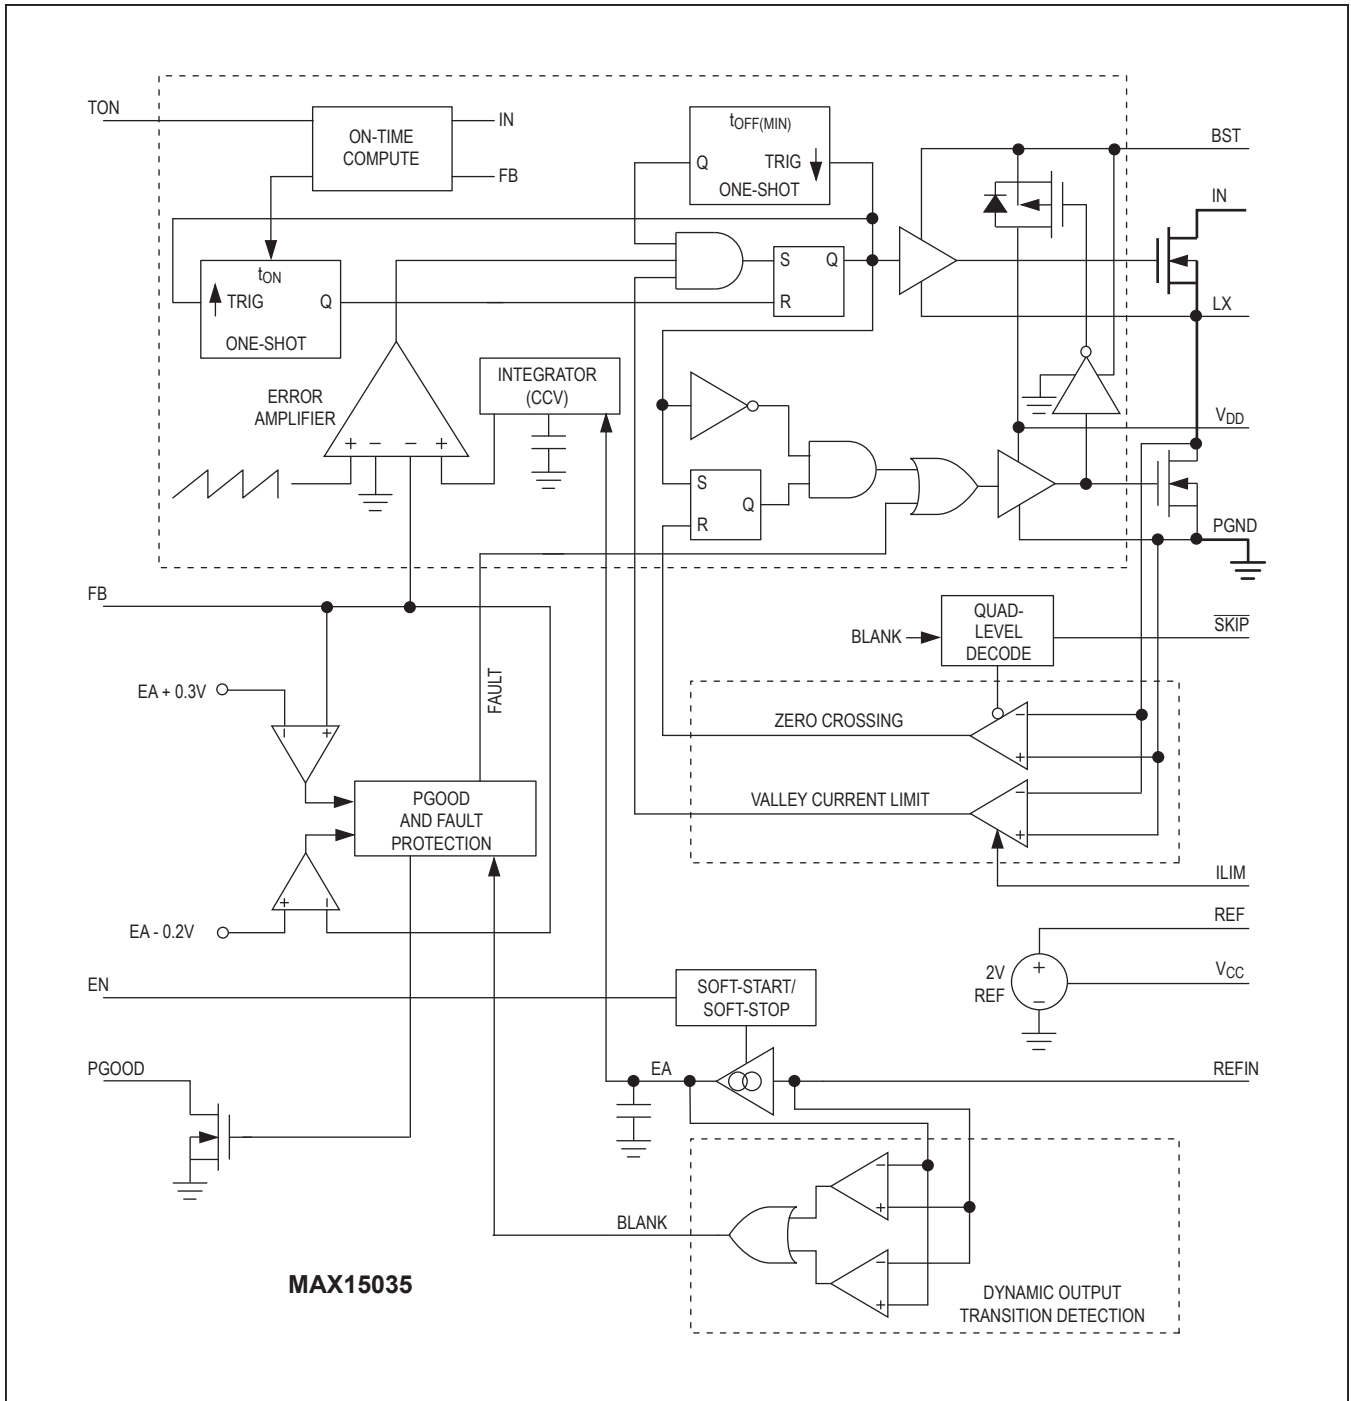 TON
ON-TIME
COMPUTE
IN
FB
tOFF(MIN)
Q TRIG
ONE-SHOT
BST
IN
tON
TRIG Q
ONE-SHOT
S Q
R
LX
ERROR
AMPLIFIER
+ − − +
INTEGRATOR
(CCV)
VDD
S
Q
R
PGND
FB
BLANK
QUAD-
LEVEL
DECODE
SKIP
EA + 0.3V
− +
FAULT
ZERO CROSSING
−
+
PGOOD
AND FAULT
PROTECTION
VALLEY CURRENT LIMIT
−
+
ILIM
EA - 0.2V
+ −
REF
2V
REF
+
−
VCC
EN
SOFT-START/
SOFT-STOP
PGOOD
EA
REFIN
BLANK
−
+
−
+
DYNAMIC OUTPUT
TRANSITION DETECTION
MAX15035